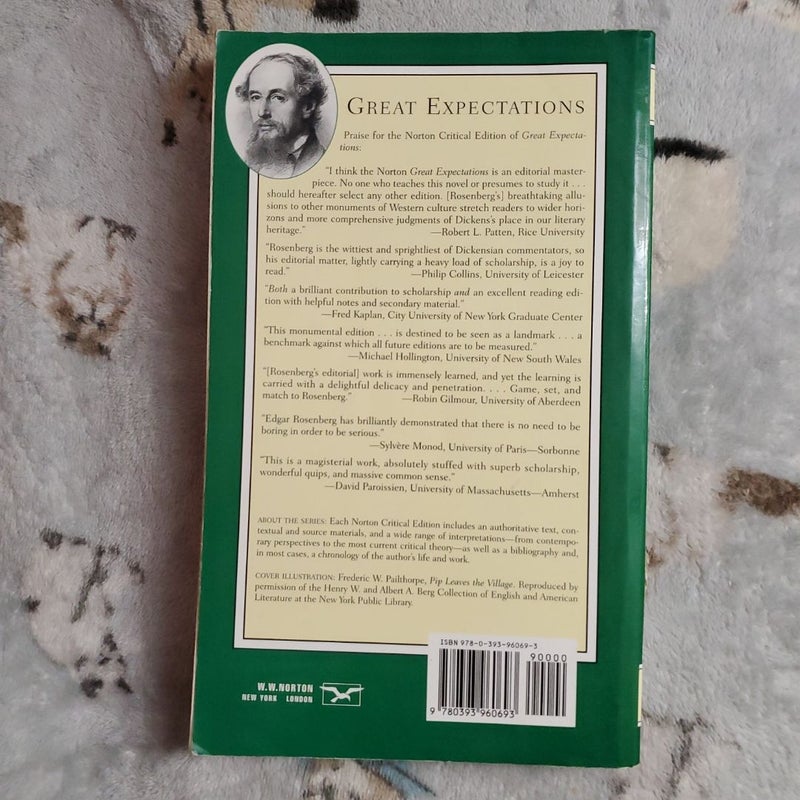 GREAT EXPECTATIONS
Praise for the Norton Critical Edition of Great Expecta-
tions:
"I think the Norton Great Expectations is an editorial master-
piece. No one who teaches this novel or presumes to study it . . .
should hereafter select any other edition. [Rosenberg's] breathtaking allu-
sions to other monuments of Western culture stretch readers to wider hori-
zons and more comprehensive judgments of Dickens's place in our literary
heritage." —Robert L. Patten, Rice University
"Rosenberg is the wittiest and sprightliest of Dickensian commentators, so
his editorial matter, lightly carrying a heavy load of scholarship, is a joy to
read." —Philip Collins, University of Leicester
"Both a brilliant contribution to scholarship and an excellent reading edi-
tion with helpful notes and secondary material."
—Fred Kaplan, City University of New York Graduate Center
"This monumental edition . . . is destined to be seen as a landmark . . . a
benchmark against which all future editions are to be measured."
—Michael Hollington, University of New South Wales
"[Rosenberg's editorial] work is immensely learned, and yet the learning is
carried with a delightful delicacy and penetration. . . . Game, set, and
match to Rosenberg." —Robin Gilmour, University of Aberdeen
"Edgar Rosenberg has brilliantly demonstrated that there is no need to be
boring in order to be serious."
—Sylvère Monod, University of Paris—Sorbonne
"This is a magisterial work, absolutely stuffed with superb scholarship,
wonderful quips, and massive common sense."
—David Paroissien, University of Massachusetts—Amherst
ABOUT THE SERIES: Each Norton Critical Edition includes an authoritative text, con-
textual and source materials, and a wide range of interpretations—from contempo-
rary perspectives to the most current critical theory—as well as a bibliography and,
in most cases, a chronology of the author's life and work.
COVER ILLUSTRATION: Frederic W. Pailthorpe, Pip Leaves the Village. Reproduced by
permission of the Henry W. and Albert A. Berg Collection of English and American
Literature at the New York Public Library.
ISBN 978-0-393-96069-3
90000
9 780393 960693
W.W.NORTON
NEW YORK LONDON